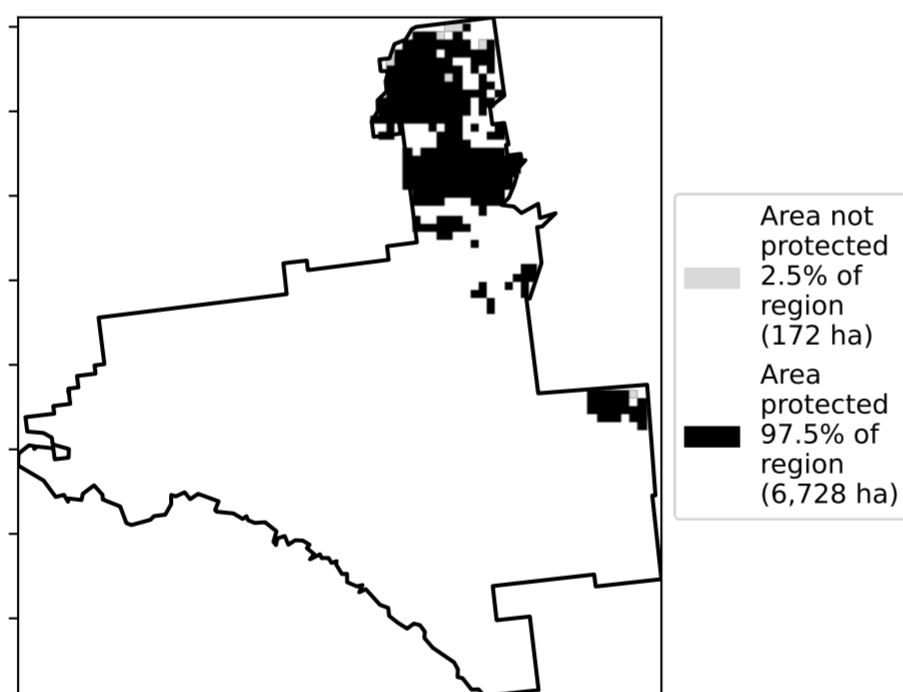 Area not
protected
2.5% of
region
(172 ha)
Area
protected
97.5% of
region
(6,728 ha)